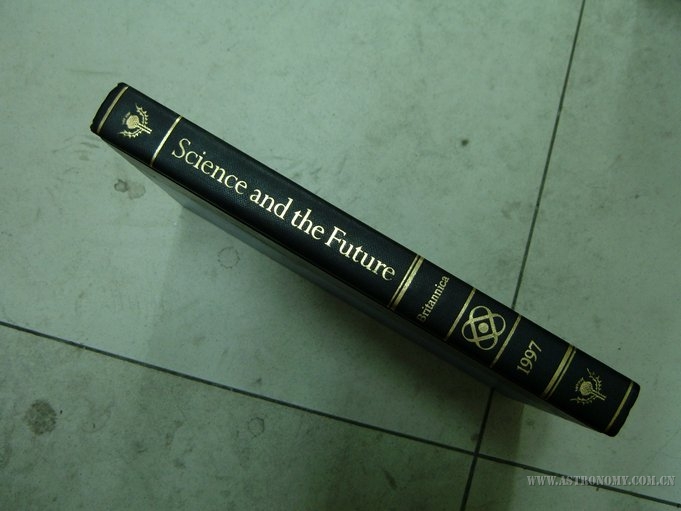 Science and the Future
Britannica
1997
WWW.ASTRONOMY.COM.CN